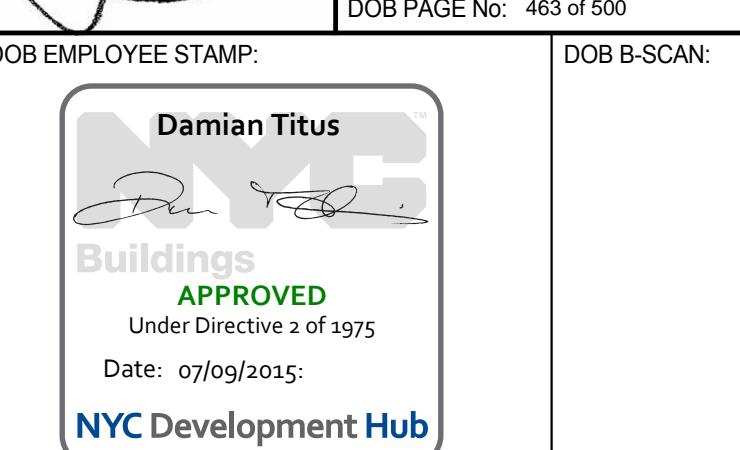 DOB PAGE No: 463 of 500
DOB EMPLOYEE STAMP:
DOB B-SCAN:
NYC™
Damian Titus
Buildings
APPROVED
Under Directive 2 of 1975
Date: 07/09/2015:
NYC Development Hub